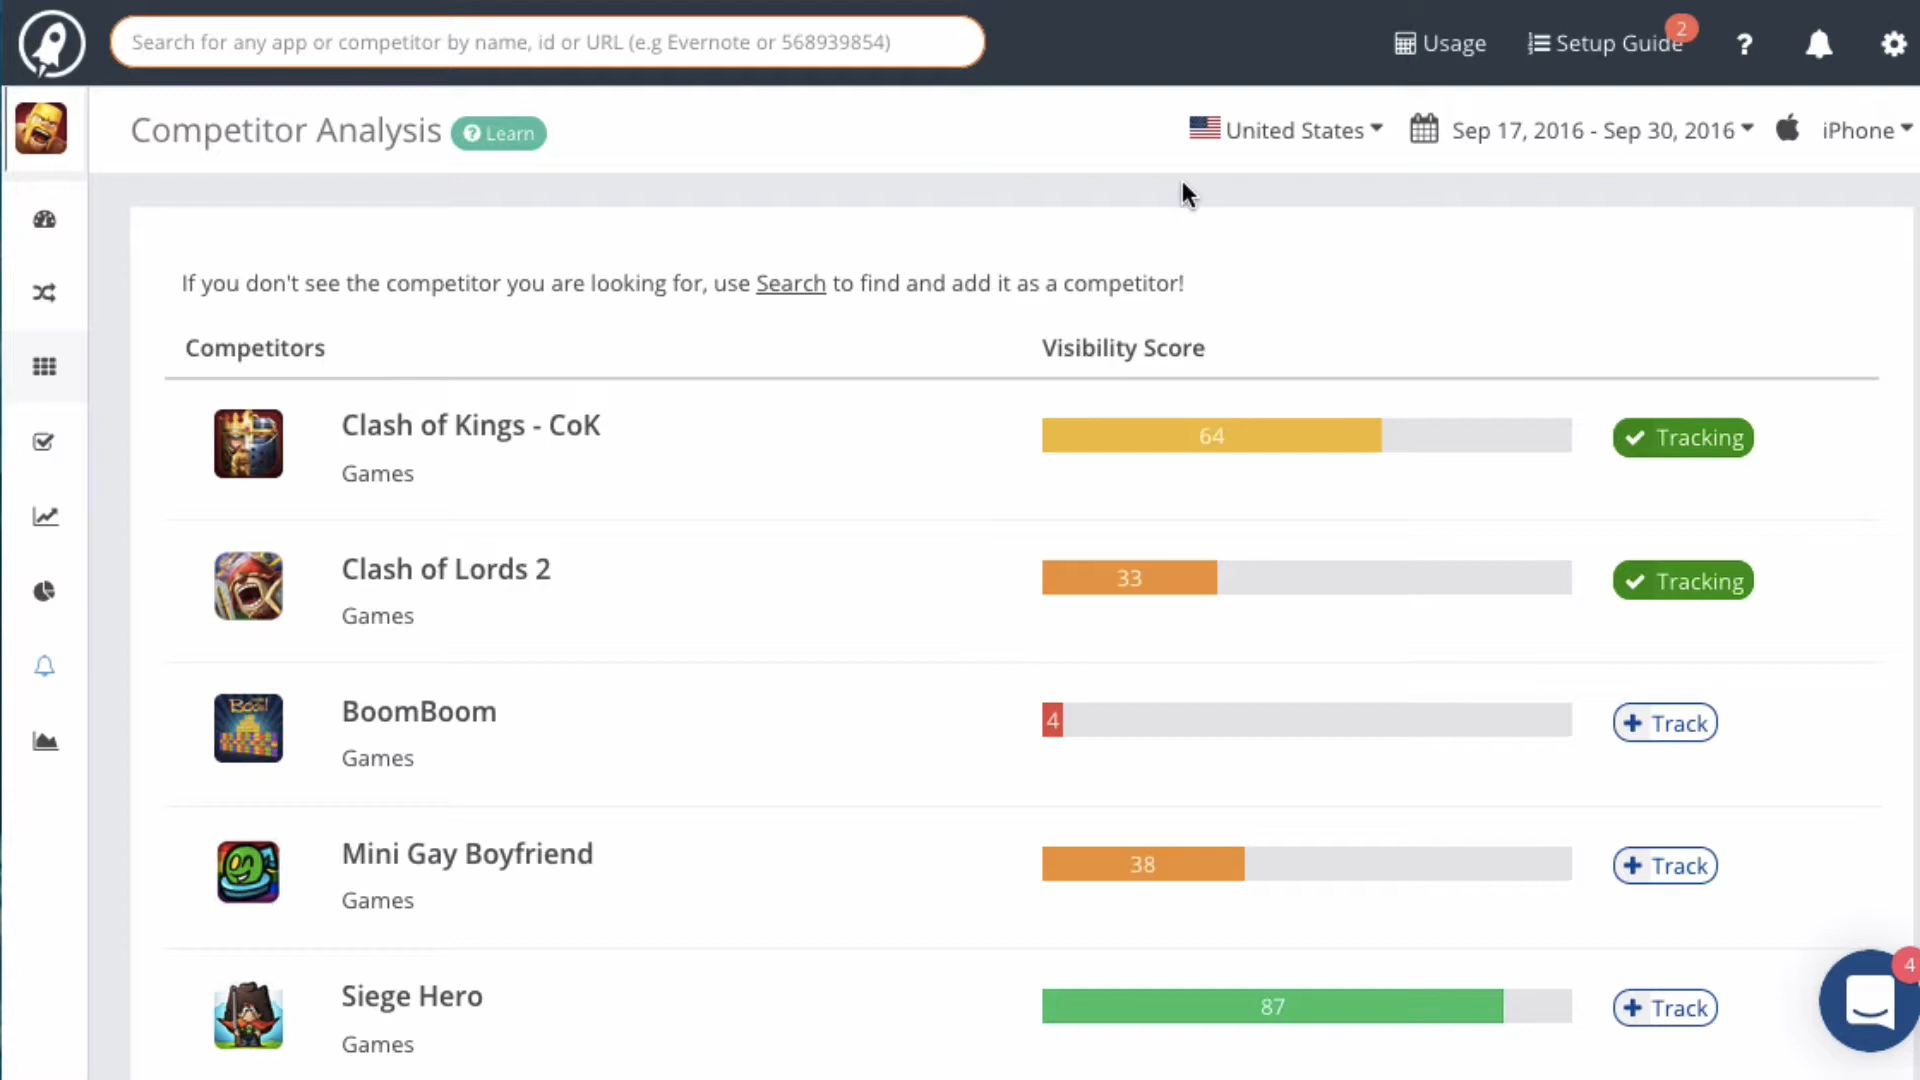 Search for any app or competitor by name, id or URL (e.g Evernote or 568939854)
Usage
Setup Guide
2
?
Competitor Analysis
? Learn
United States
Sep 17, 2016 - Sep 30, 2016
iPhone
If you don't see the competitor you are looking for, use Search to find and add it as a competitor!
Competitors
Visibility Score
Clash of Kings - CoK
Games
64
Tracking
Clash of Lords 2
Games
33
Tracking
Boom!
BoomBoom
Games
4
+ Track
Mini Gay Boyfriend
Games
38
+ Track
Siege Hero
Games
87
+ Track
4